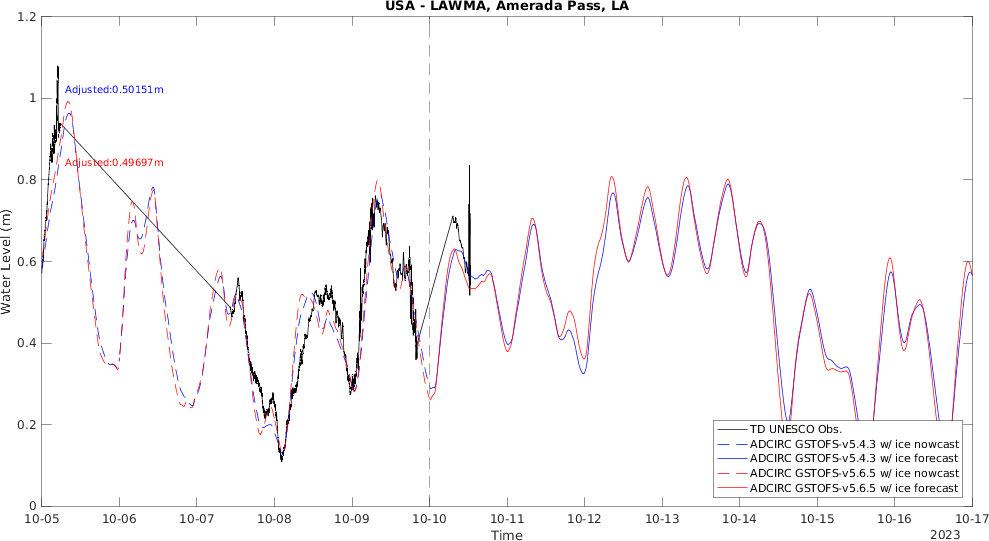 USA - LAWMA, Amerada Pass, LA
1.2
1
0.8
0.6
0.4
0.2
0
Water Level (m)
Adjusted:0.50151m
Adjusted:0.49697m
TD UNESCO Obs.
ADCIRC GSTOFS-v5.4.3 w/ ice nowcast
ADCIRC GSTOFS-v5.4.3 w/ ice forecast
ADCIRC GSTOFS-v5.6.5 w/ ice nowcast
ADCIRC GSTOFS-v5.6.5 w/ ice forecast
10-05 10-06 10-07 10-08 10-09 10-10 10-11 10-12 10-13 10-14 10-15 10-16 10-17
Time
2023